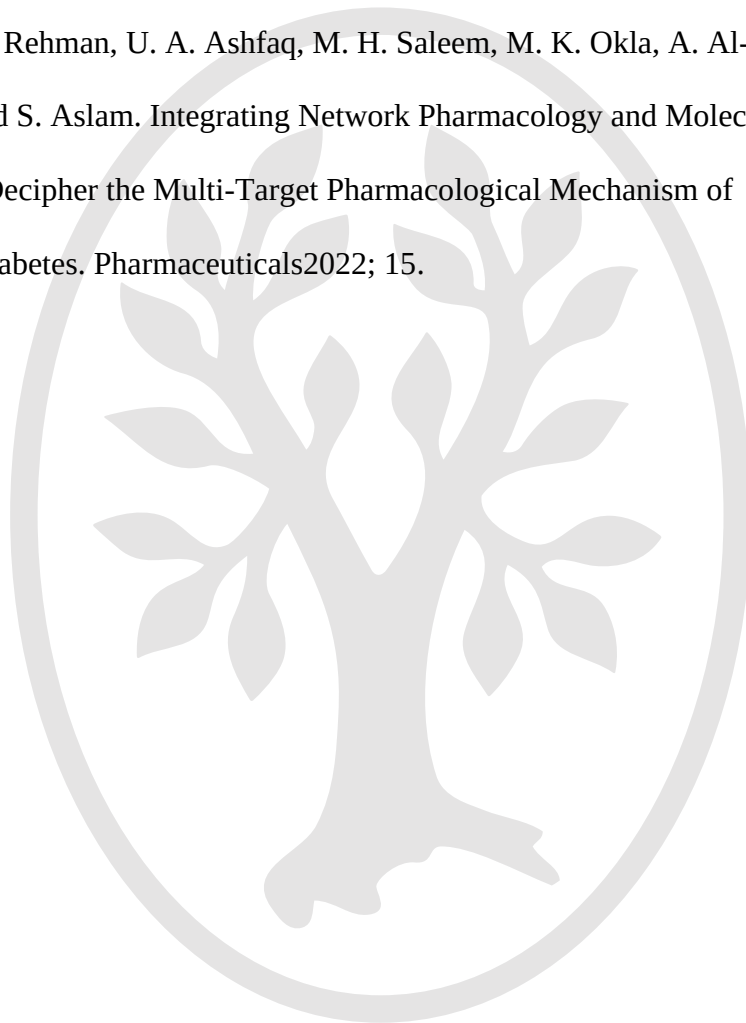 Rehman, U. A. Ashfaq, M. H. Saleem, M. K. Okla, A. Al-
S. Aslam. Integrating Network Pharmacology and Molec
Decipher the Multi-Target Pharmacological Mechanism of
abetes. Pharmaceuticals2022; 15.